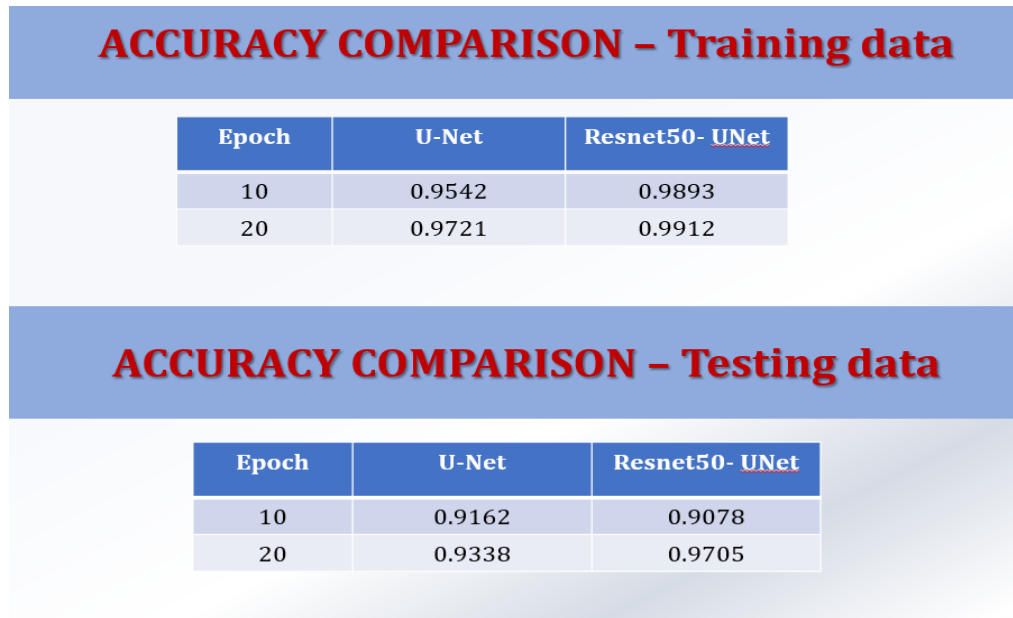 ACCURACY COMPARISON – Training data
Epoch U-Net Resnet50- UNet
10 0.9542 0.9893
20 0.9721 0.9912
ACCURACY COMPARISON – Testing data
Epoch U-Net Resnet50- UNet
10 0.9162 0.9078
20 0.9338 0.9705